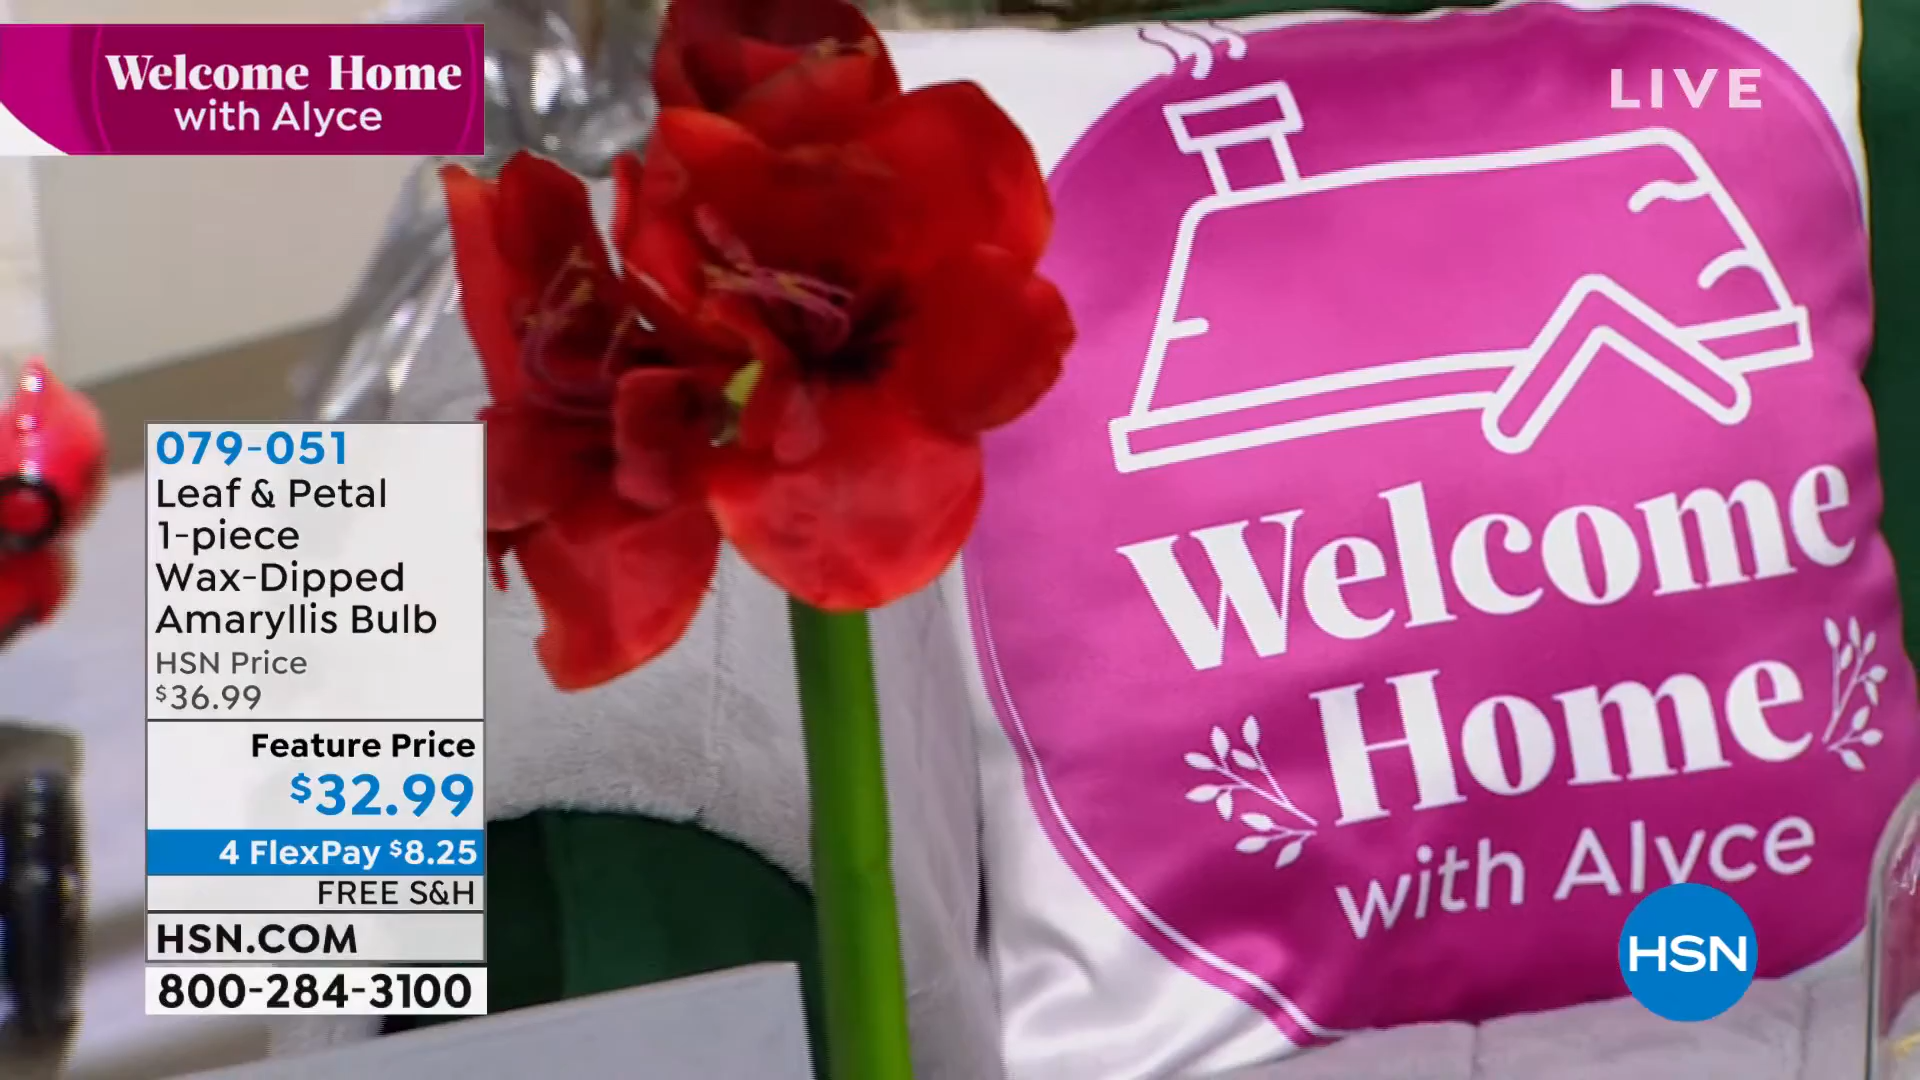 Welcome Home
with Alyce
LIVE
079-051
Leaf & Petal
1-piece
Wax-Dipped
Amaryllis Bulb
HSN Price
$36.99
Feature Price
$32.99
4 FlexPay $8.25
FREE S&H
HSN.COM
800-284-3100
Welcome
Home
with Alyce
HSN